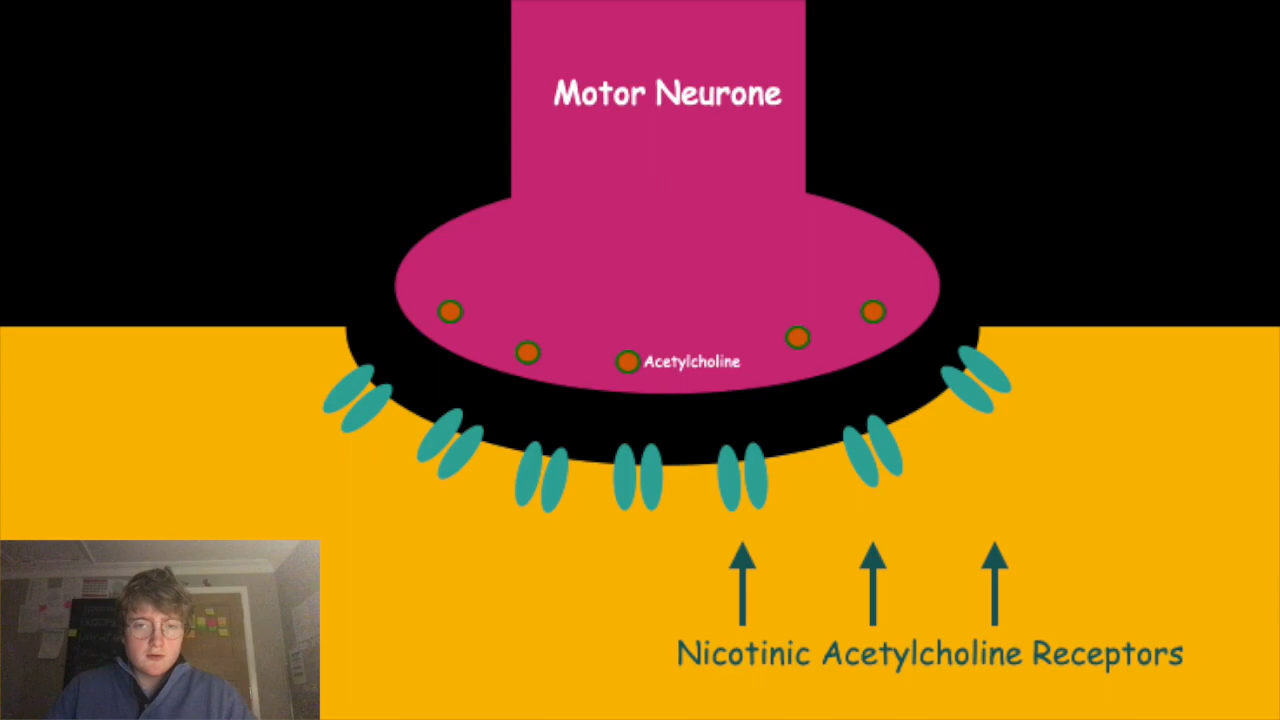 Motor Neurone
Acetylcholine
Nicotinic Acetylcholine Receptors